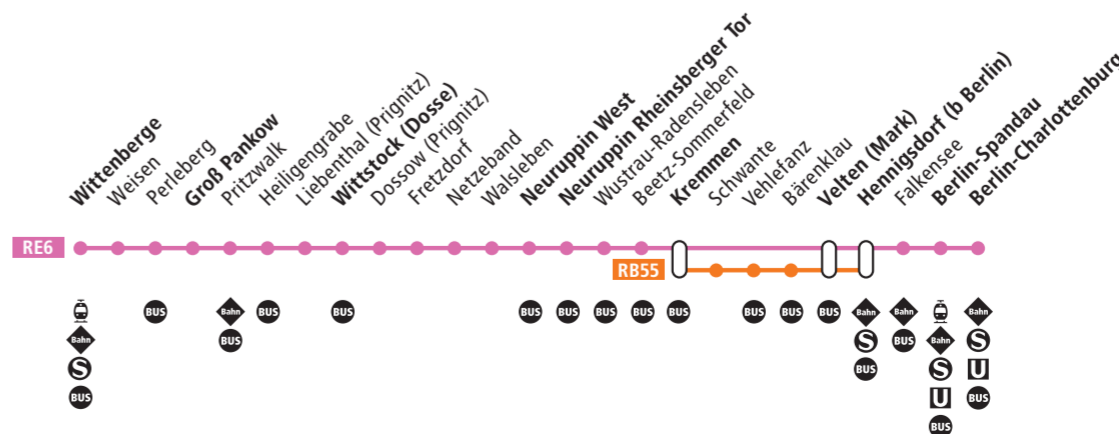 Wittenberge
Weisen
Perleberg
Groß Pankow
Pritzwalk
Heiligengrabe
Liebenthal (Prignitz)
Wittstock (Dosse)
Dossow (Prignitz)
Fretzdorf
Netzeband
Walsleben
Neuruppin West
Neuruppin Rheinsberger Tor
Wustrau-Radensleben
Beetz-Sommerfeld
Kremmen
Schwante
Vehlefanz
Bärenklau
Velten (Mark)
Hennigsdorf (b Berlin)
Falkensee
Berlin-Spandau
Berlin-Charlottenburg
RE6
RB55
BUS Bahn BUS BUS BUS BUS BUS BUS BUS BUS BUS BUS Bahn Bahn Bahn
Bahn BUS S BUS Bahn S
S BUS S U
BUS U BUS
BUS